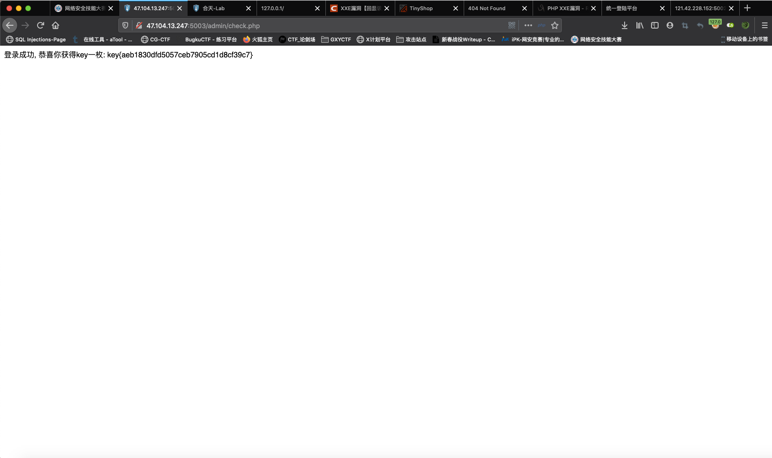 网络安全技能大赛
47.104.13.247:5
合天-Lab
127.0.0.1/
XXE漏洞
TinyShop
404 Not Found
PHP XXE漏洞 -
统一登陆平台
121.42.228.152:500
47.104.13.247:5003/admin/check.php
SQL Injections-Page
在线工具 - aTool - ...
CG-CTF
BugkuCTF - 练习平台
火狐主页
CTF_论剑场
GXYCTF
X计划平台
攻击站点
新春战役Writeup - C...
iPK-网安竞赛|专业的...
网络安全技能大赛
移动设备上的书签
登录成功, 恭喜你获得key一枚: key{aeb1830dfd5057ceb7905cd1d8cf39c7}